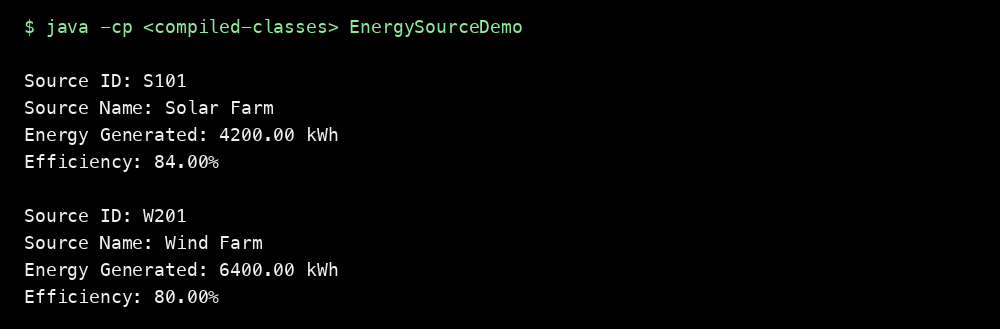 $ java -cp <compiled-classes> EnergySourceDemo
Source ID: S101
Source Name: Solar Farm
Energy Generated: 4200.00 kWh
Efficiency: 84.00%
Source ID: W201
Source Name: Wind Farm
Energy Generated: 6400.00 kWh
Efficiency: 80.00%